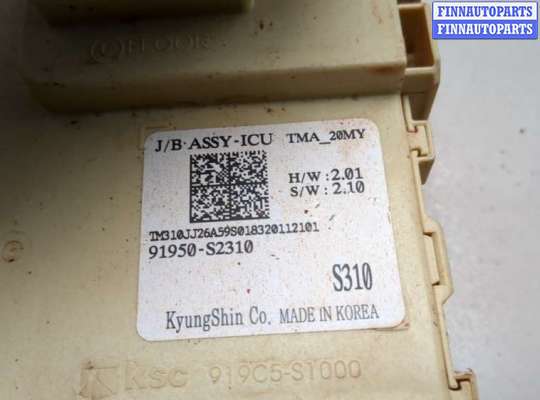 FINNAUTOPARTS
FINNAUTOPARTS
FLOOR
J/B ASSY-ICU TMA_20MY
H/W : 2.01
S/W : 2.10
TM310JJ26A59S018320112101
91950-S2310
S310
KyungShin Co. MADE IN KOREA
ksc 919C5-S1000